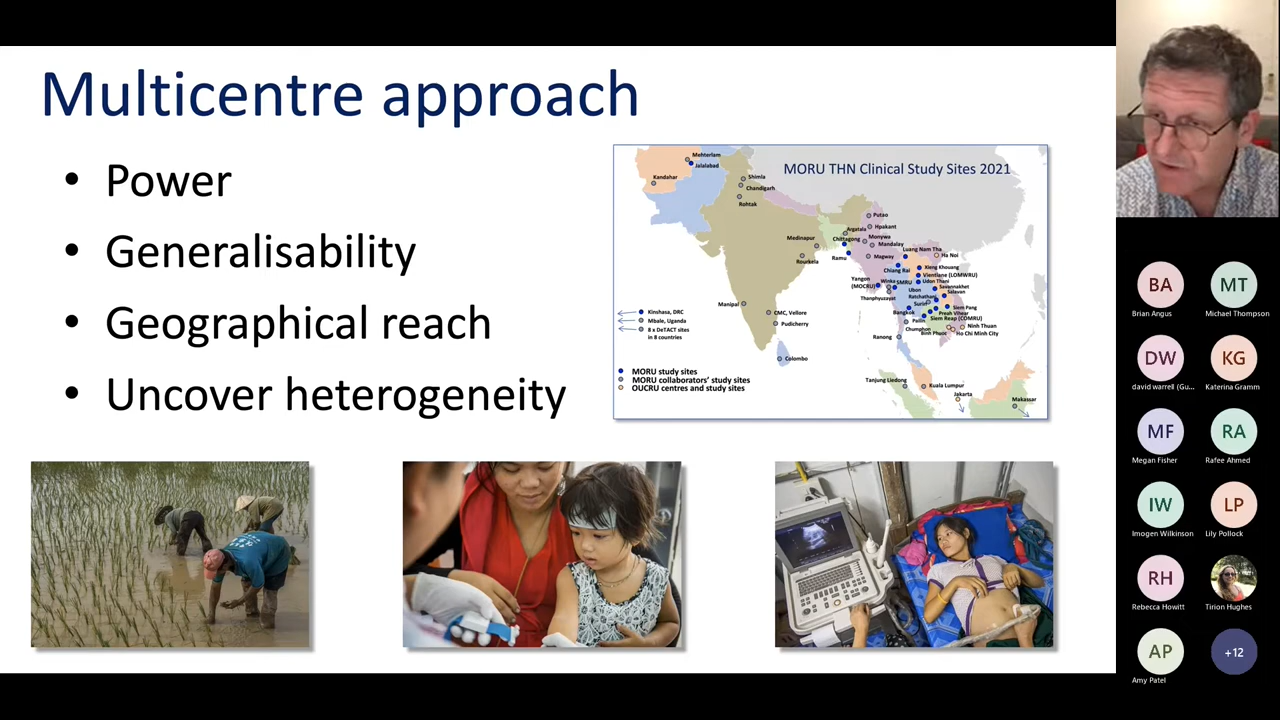 Multicentre approach
• Power
• Generalisability
• Geographical reach
• Uncover heterogeneity
MORU THN Clinical Study Sites 2021
Mehterlam
Jalalabad
Kandahar
Shimla
Chandigarh
Rohtak
Putao
Hpakant
Agratala
Monywa
Medinapur
Chittagong
Mandalay
Luang Nam Tha
Ha Noi
Ramu
Magway
Rourkela
Chiang Rai
Xieng Khouang
Vientiane (LOMWRU)
Yangon
(MOCRU)
Winka
SMRU
Udon Thani
Savannakhet
Ubon
Ratchathani
Salavan
Thanphyuzayat
Surin
Manipal
Siem Pang
Kinshasa, DRC
CMC, Vellore
Bangkok
Preah Vihear
Mbale, Uganda
Pailin
Siem Reap (COMRU)
Pudicherry
Chumphon
Ninh Thuan
8 x DeTACT sites
in 8 countries
Binh Phuoc
Ho Chi Minh City
Ranong
Colombo
MORU study sites
MORU collaborators' study sites
OUCRU centres and study sites
Tanjung Liedong
Kuala Lumpur
Jakarta
Makassar
BA
MT
Brian Angus
Michael Thompson
DW
KG
david warrell (Gu...
Katerina Gramm
MF
RA
Megan Fisher
Rafee Ahmed
IW
LP
Imogen Wilkinson
Lily Pollock
RH
Rebecca Howitt
Tirion Hughes
AP
+12
Amy Patel